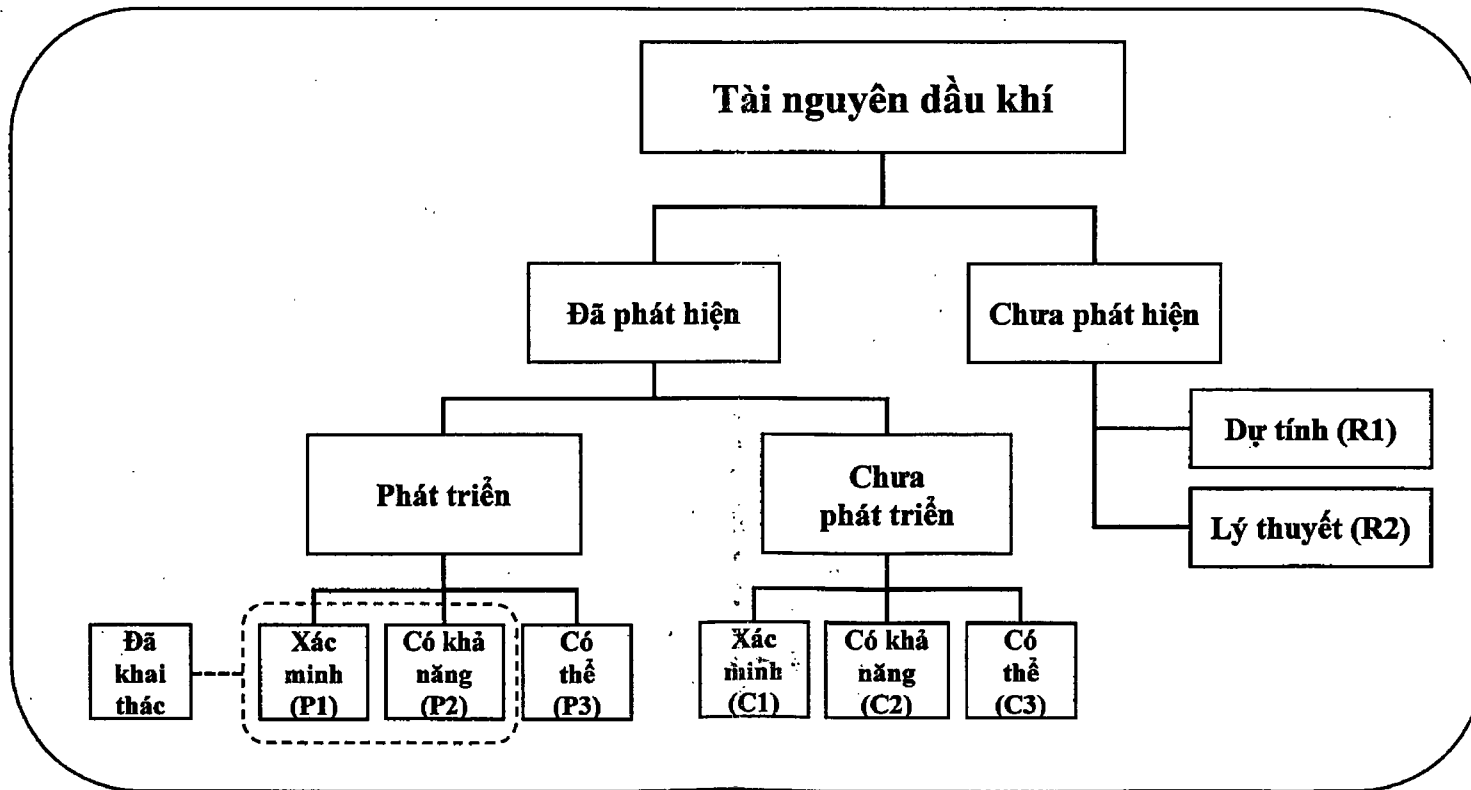 Tài nguyên dầu khí
Đã phát hiện
Chưa phát hiện
Dự tính (R1)
Lý thuyết (R2)
Phát triển
Chưa
phát triển
Đã
khai
thác
Xác
minh
(P1)
Có khả
năng
(P2)
Có
thể
(P3)
Xác
minh
(C1)
Có khả
năng
(C2)
Có
thể
(C3)